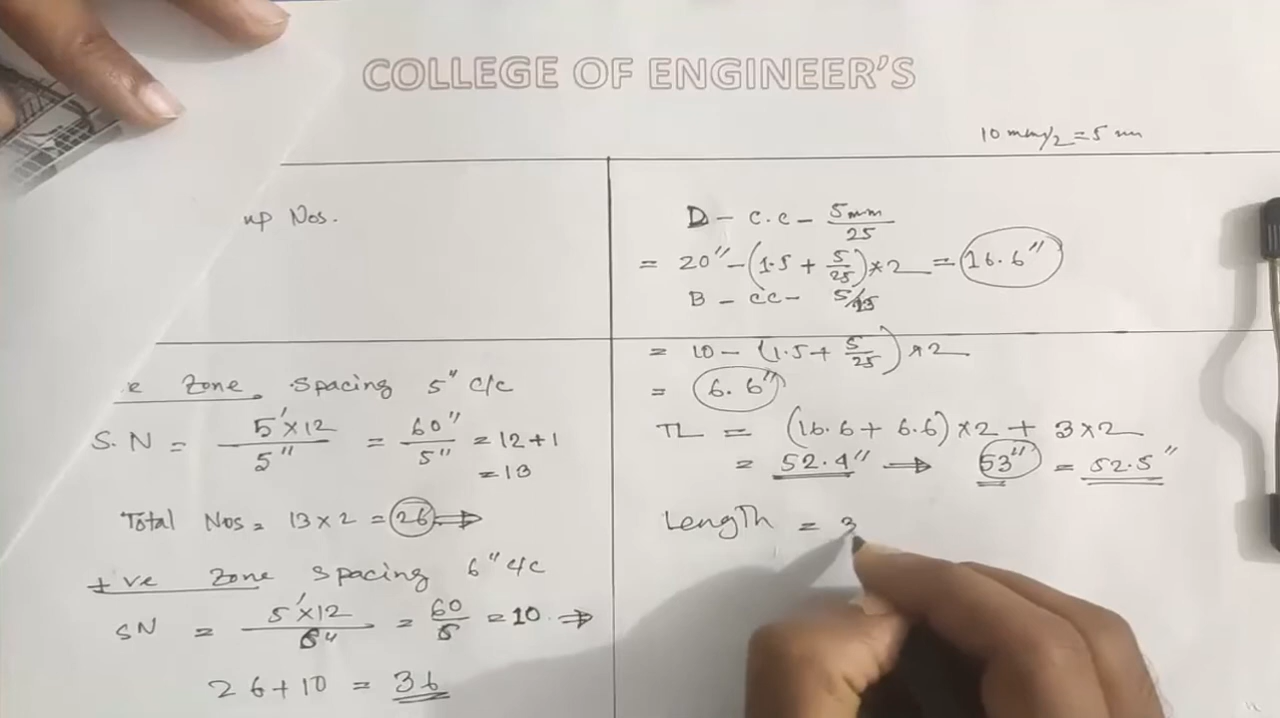 COLLEGE OF ENGINEER'S
10 mm/2 = 5 mm
up Nos.
D - C.C - 5mm/25
= 20" - (1.5 + 5/25) * 2 = 16.6"
B - CC - 5/25
= 10 - (1.5 + 5/25) * 2
= 6.6"
TL = (16.6 + 6.6) × 2 + 3 × 2
= 52.4" ⇒ 53" = 52.5"
Length = 3
e Zone. Spacing 5" C/C
S.N = 5'×12/5" = 60"/5" = 12 + 1
= 13
Total Nos = 13 × 2 = 26 ⇒
+ve Zone Spacing 6" C/C
SN = 5'×12/6" = 60/6 = 10. ⇒
26 + 10 = 36